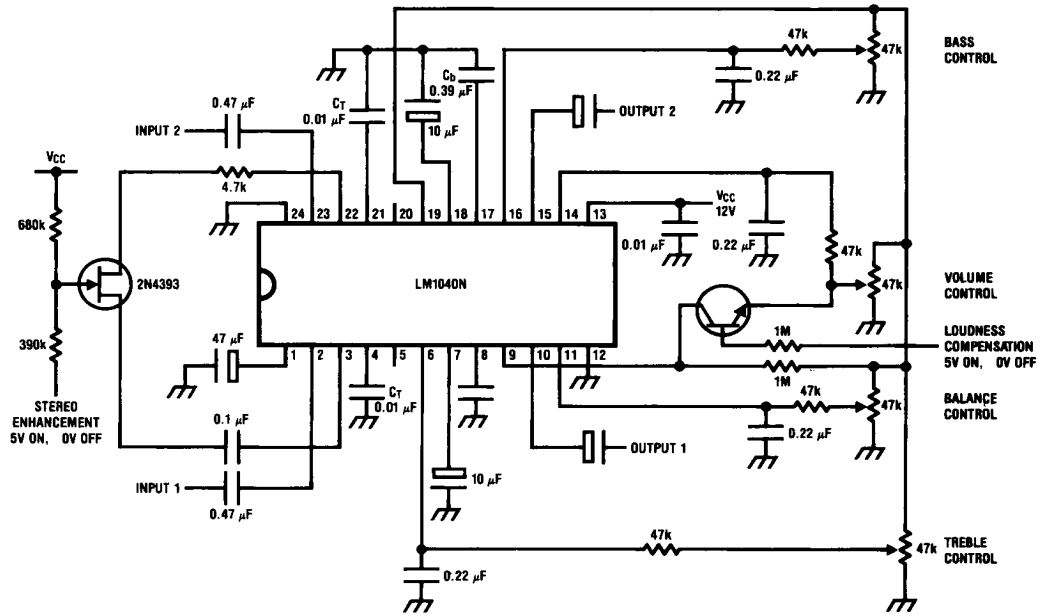 47k
47k
BASS
CONTROL
0.22 µF
Cb
0.39 µF
CT
0.01 µF
10 µF
0.47 µF
INPUT 2
OUTPUT 2
VCC
4.7k
680k
2N4393
390k
STEREO
ENHANCEMENT
5V ON, 0V OFF
24 23 22 21 20 19 18 17 16 15 14 13
LM1040N
1 2 3 4 5 6 7 8 9 10 11 12
VCC
12V
0.01 µF
0.22 µF
47k
47k
VOLUME
CONTROL
1M
LOUDNESS
COMPENSATION
5V ON, 0V OFF
1M
47 µF
CT
0.01 µF
47k
47k
BALANCE
CONTROL
0.22 µF
0.1 µF
OUTPUT 1
INPUT 1
0.47 µF
10 µF
47k
47k
TREBLE
CONTROL
0.22 µF